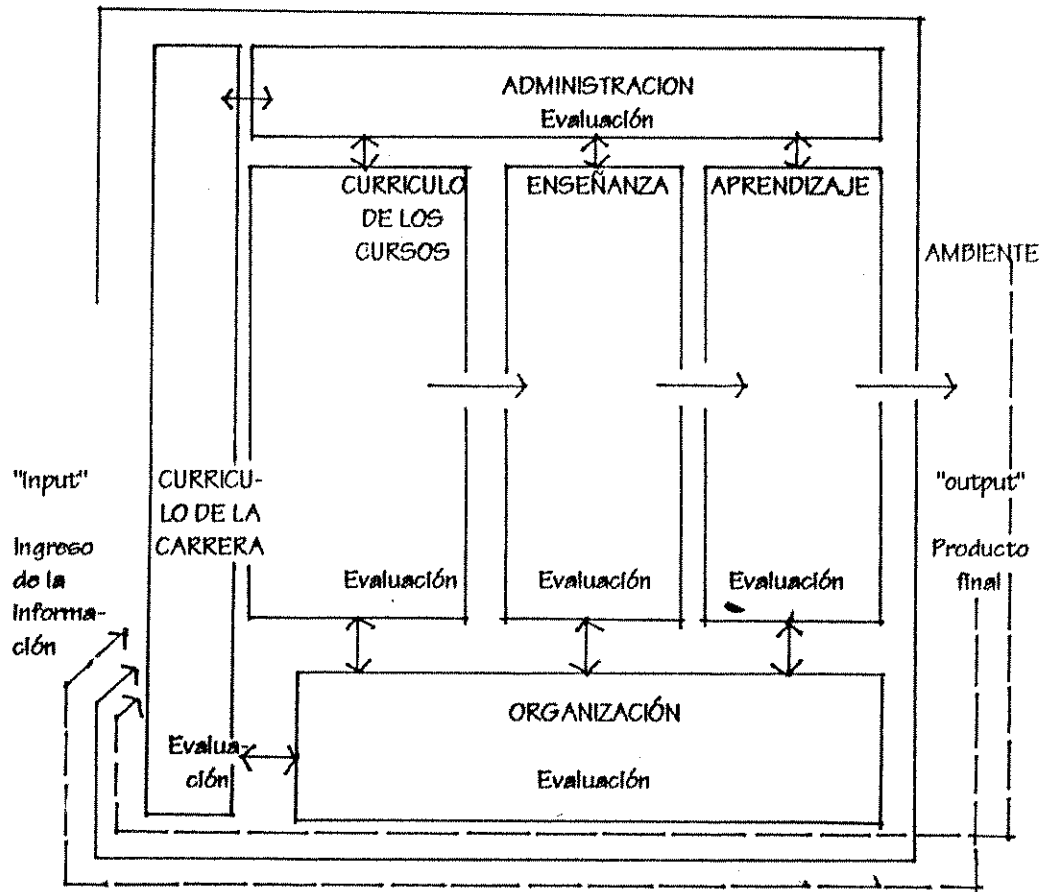 ADMINISTRACION
Evaluación
CURRICULO
DE LOS
CURSOS
ENSEÑANZA
APRENDIZAJE
AMBIENTE
"Input"
Ingreso
de la
Informa-
ción
CURRICU-
LO DE LA
CARRERA
"output"
Producto
final
Evaluación
Evaluación
Evaluación
Evalua-
ción
ORGANIZACIÓN
Evaluación